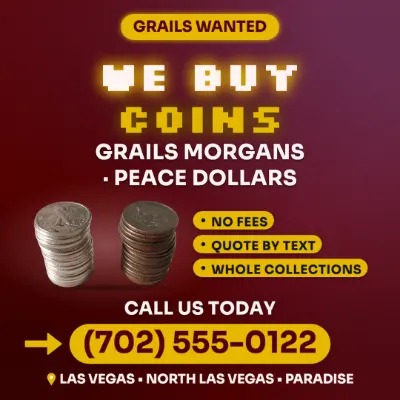 GRAILS WANTED
WE BUY
COINS
GRAILS MORGANS
· PEACE DOLLARS
• NO FEES
• QUOTE BY TEXT
• WHOLE COLLECTIONS
CALL US TODAY
(702) 555-0122
LAS VEGAS • NORTH LAS VEGAS • PARADISE